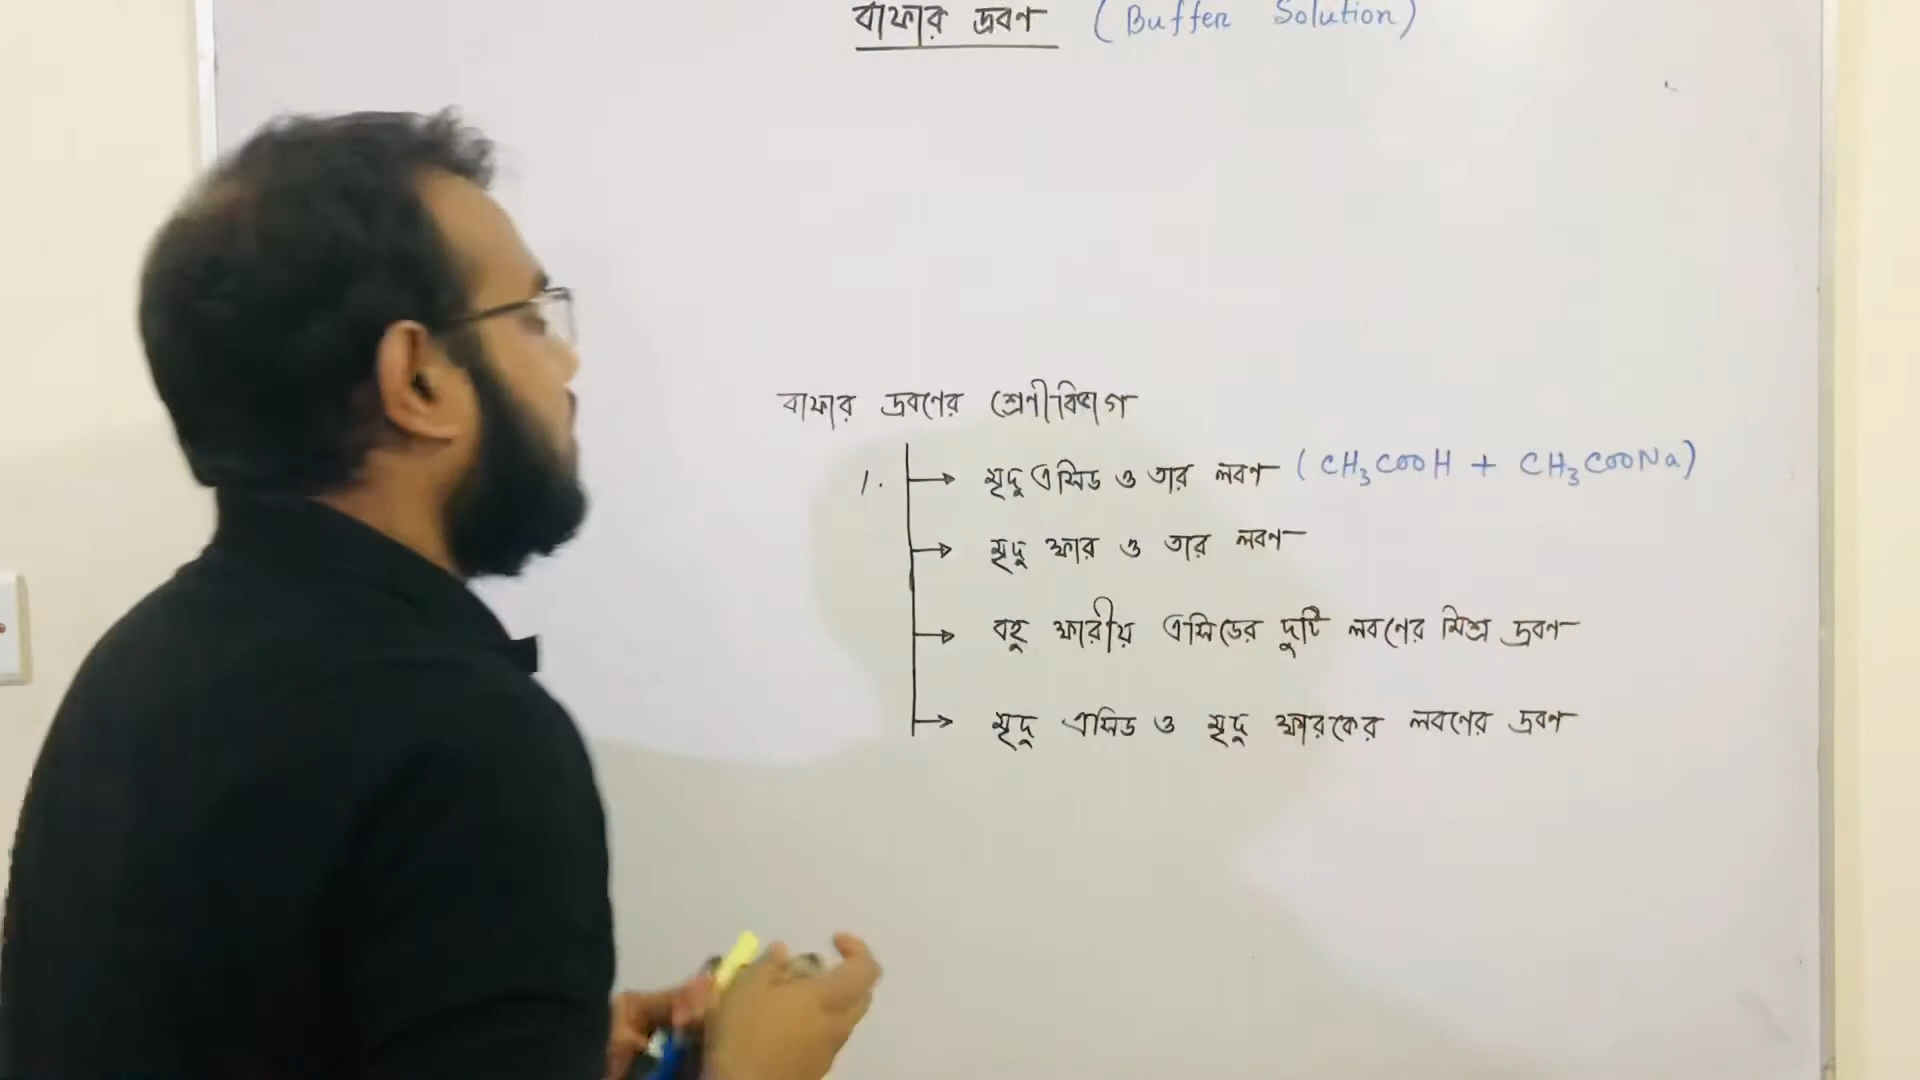 বাফার দ্রবণ (Buffer Solution)
বাফার দ্রবণের শ্রেণীবিভাগ
1. → মৃদু এসিড ও তার লবণ (CH₃COOH + CH₃COONa)
→ মৃদু ক্ষার ও তার লবণ
→ বহু ক্ষারীয় এসিডের দুটি লবণের মিশ্র দ্রবণ
→ মৃদু এসিড ও মৃদু ক্ষারকের লবণের দ্রবণ